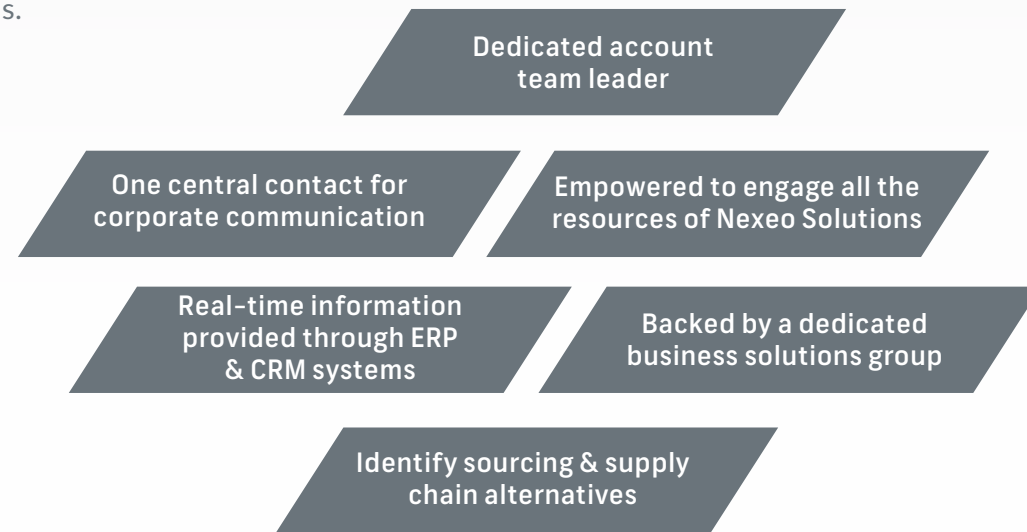 s.
Dedicated account
team leader
One central contact for
corporate communication
Empowered to engage all the
resources of Nexeo Solutions
Real-time information
provided through ERP
& CRM systems
Backed by a dedicated
business solutions group
Identify sourcing & supply
chain alternatives